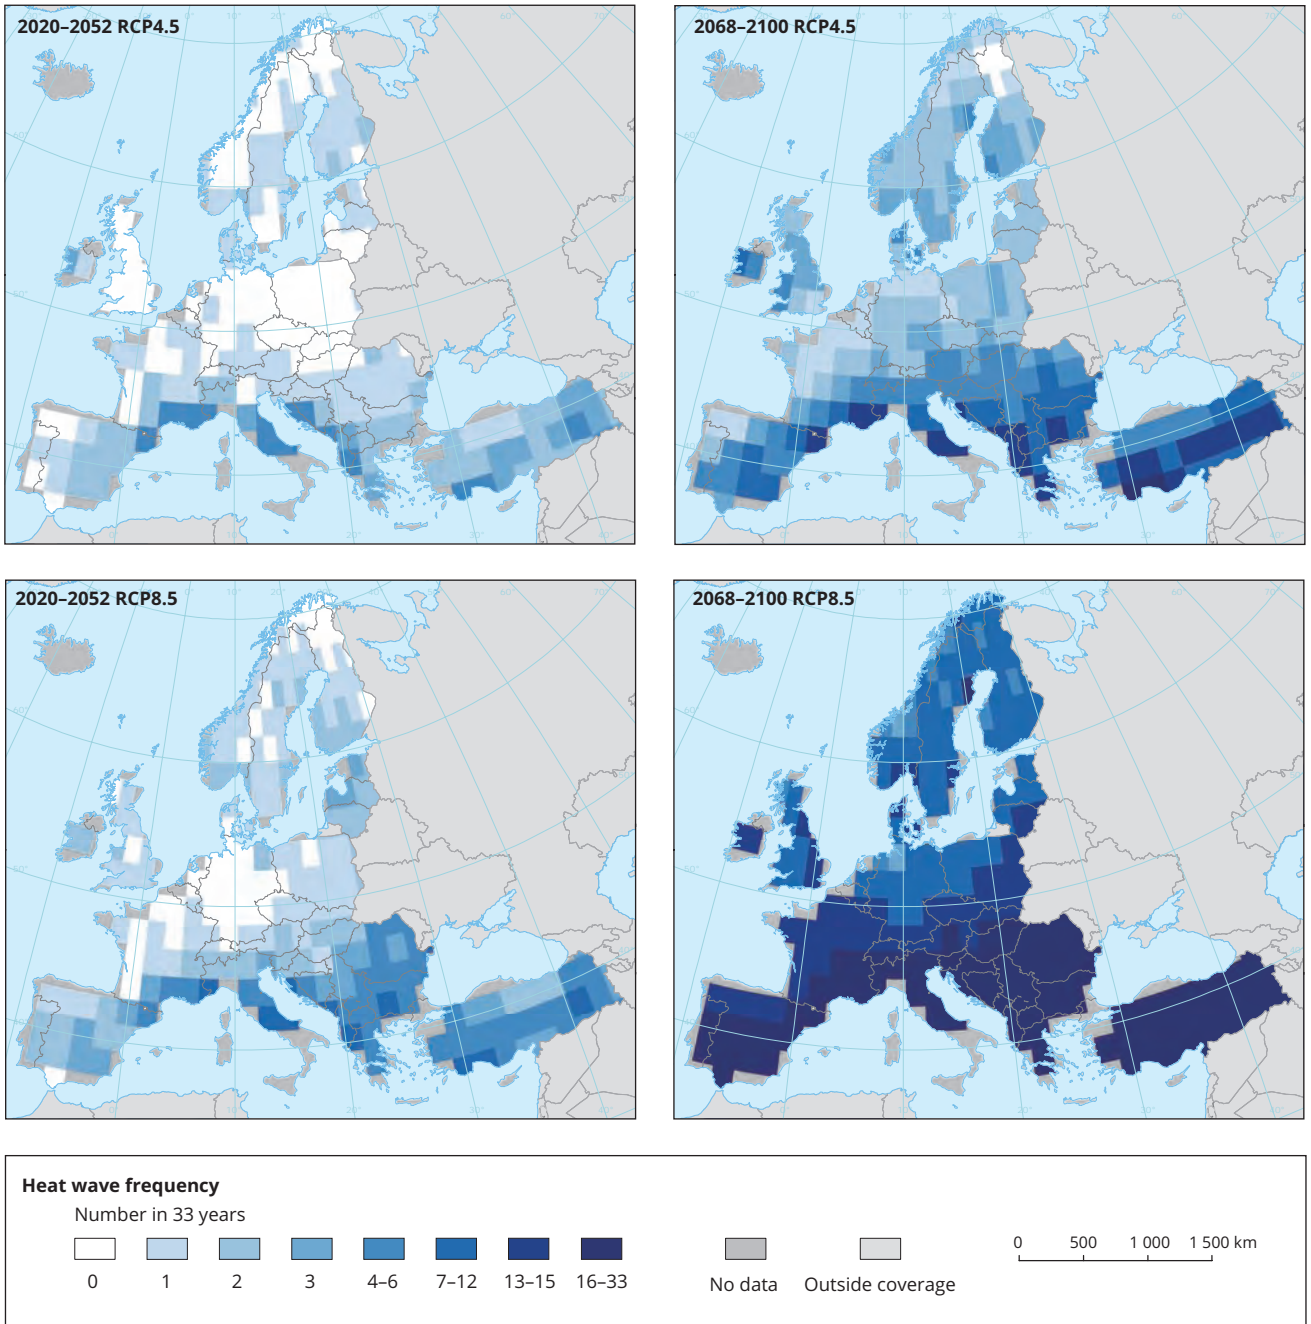 2020–2052 RCP4.5
2068–2100 RCP4.5
2020–2052 RCP8.5
2068–2100 RCP8.5
Heat wave frequency
Number in 33 years
0
1
2
3
4–6
7–12
13–15
16–33
No data
Outside coverage
0 500 1 000 1 500 km